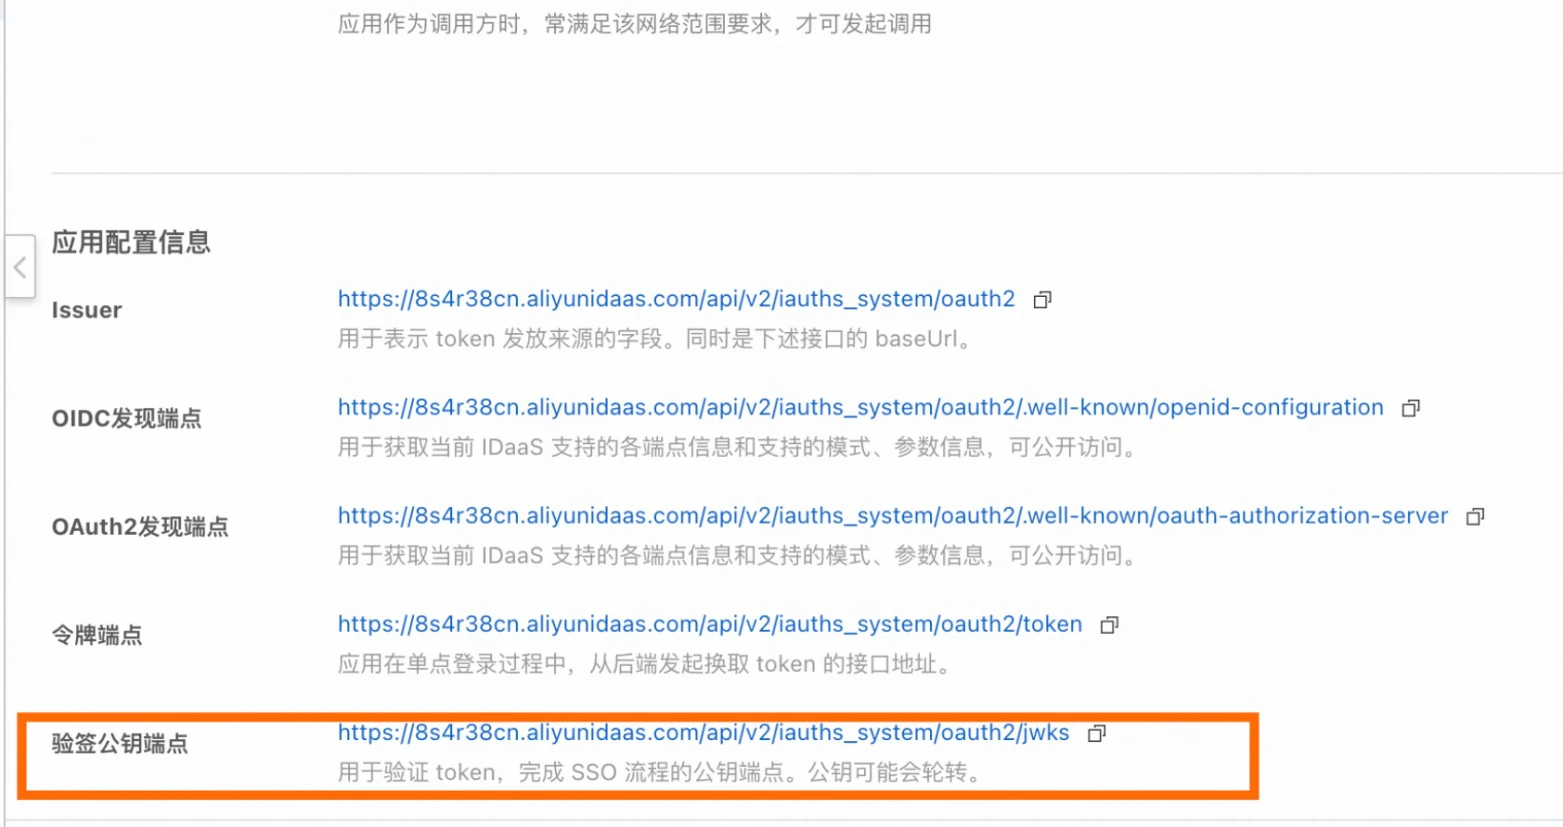 应用作为调用方时，常满足该网络范围要求，才可发起调用
应用配置信息
Issuer
https://8s4r38cn.aliyunidaas.com/api/v2/iauths_system/oauth2
用于表示 token 发放来源的字段。同时是下述接口的 baseUrl。
OIDC发现端点
https://8s4r38cn.aliyunidaas.com/api/v2/iauths_system/oauth2/.well-known/openid-configuration
用于获取当前 IDaaS 支持的各端点信息和支持的模式、参数信息，可公开访问。
OAuth2发现端点
https://8s4r38cn.aliyunidaas.com/api/v2/iauths_system/oauth2/.well-known/oauth-authorization-server
用于获取当前 IDaaS 支持的各端点信息和支持的模式、参数信息，可公开访问。
令牌端点
https://8s4r38cn.aliyunidaas.com/api/v2/iauths_system/oauth2/token
应用在单点登录过程中，从后端发起换取 token 的接口地址。
验签公钥端点
https://8s4r38cn.aliyunidaas.com/api/v2/iauths_system/oauth2/jwks
用于验证 token，完成 SSO 流程的公钥端点。公钥可能会轮转。